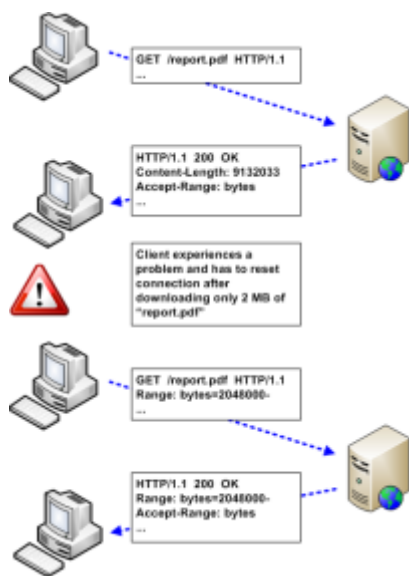 GET /report.pdf HTTP/1.1
...
HTTP/1.1 200 OK
Content-Length: 9132033
Accept-Range: bytes
...
Client experiences a
problem and has to reset
connection after
downloading only 2 MB of
"report.pdf"
GET /report.pdf HTTP/1.1
Range: bytes=2048000-
...
HTTP/1.1 200 OK
Range: bytes=2048000-
Accept-Range: bytes
...